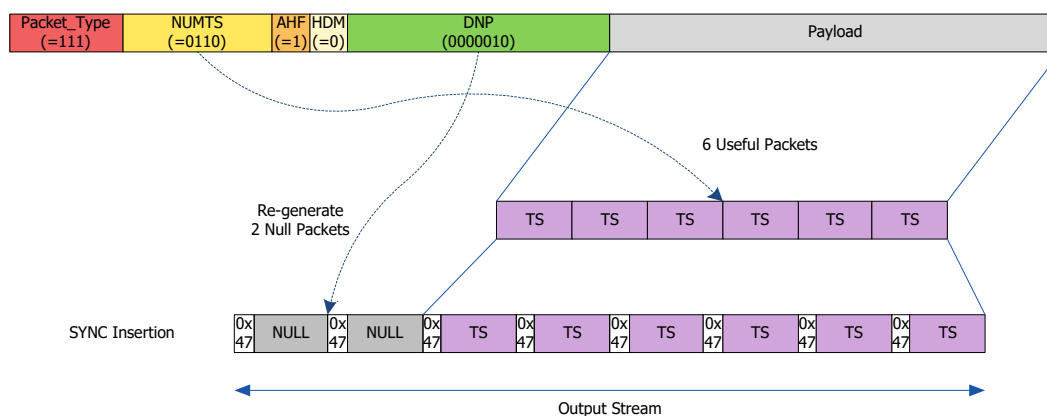 Packet_Type NUMTS AHF HDM DNP
(=111) (=0110) (=1) (=0) (0000010) Payload
6 Useful Packets
Re-generate
2 Null Packets
TS TS TS TS TS TS
SYNC Insertion
0x 0x 0x 0x 0x 0x 0x 0x
NULL NULL TS TS TS TS TS TS
47 47 47 47 47 47 47 47
Output Stream